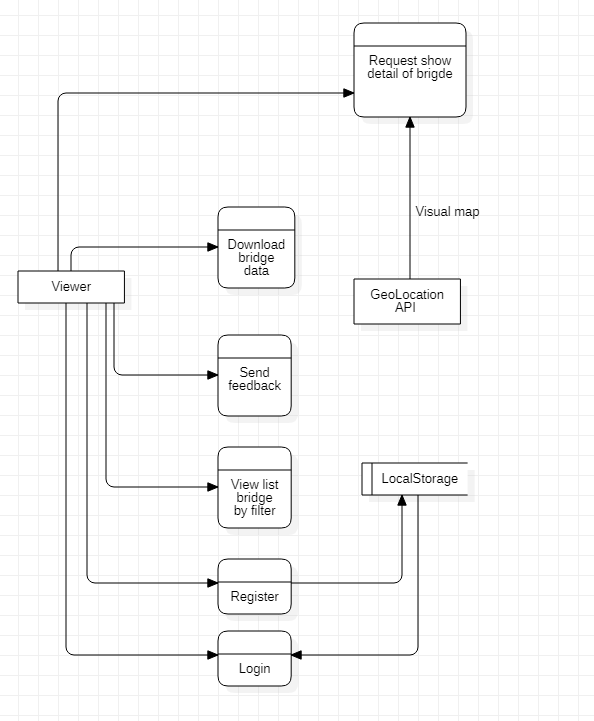 Request show
detail of brigde
Visual map
Download
bridge
data
Viewer
GeoLocation
API
Send
feedback
View list
bridge
by filter
LocalStorage
Register
Login